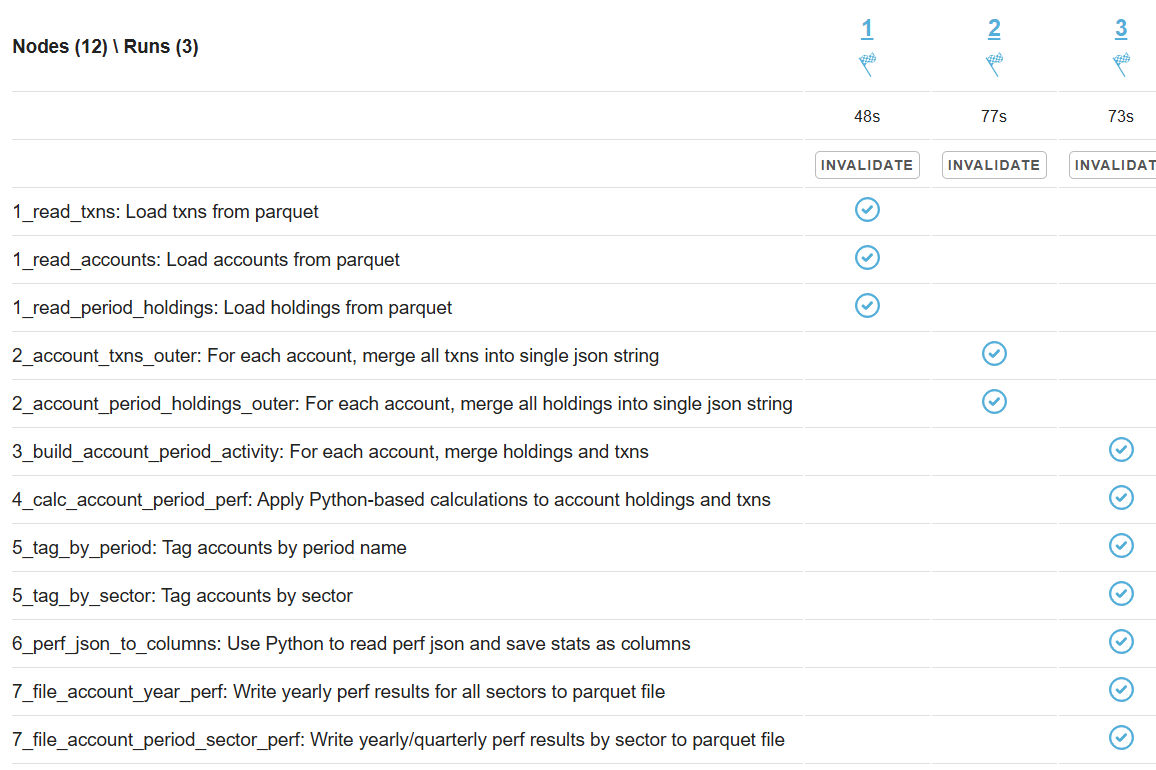 Nodes (12) \ Runs (3) 1 2 3
48s 77s 73s
INVALIDATE INVALIDATE INVALIDAT
1_read_txns: Load txns from parquet
1_read_accounts: Load accounts from parquet
1_read_period_holdings: Load holdings from parquet
2_account_txns_outer: For each account, merge all txns into single json string
2_account_period_holdings_outer: For each account, merge all holdings into single json string
3_build_account_period_activity: For each account, merge holdings and txns
4_calc_account_period_perf: Apply Python-based calculations to account holdings and txns
5_tag_by_period: Tag accounts by period name
5_tag_by_sector: Tag accounts by sector
6_perf_json_to_columns: Use Python to read perf json and save stats as columns
7_file_account_year_perf: Write yearly perf results for all sectors to parquet file
7_file_account_period_sector_perf: Write yearly/quarterly perf results by sector to parquet file